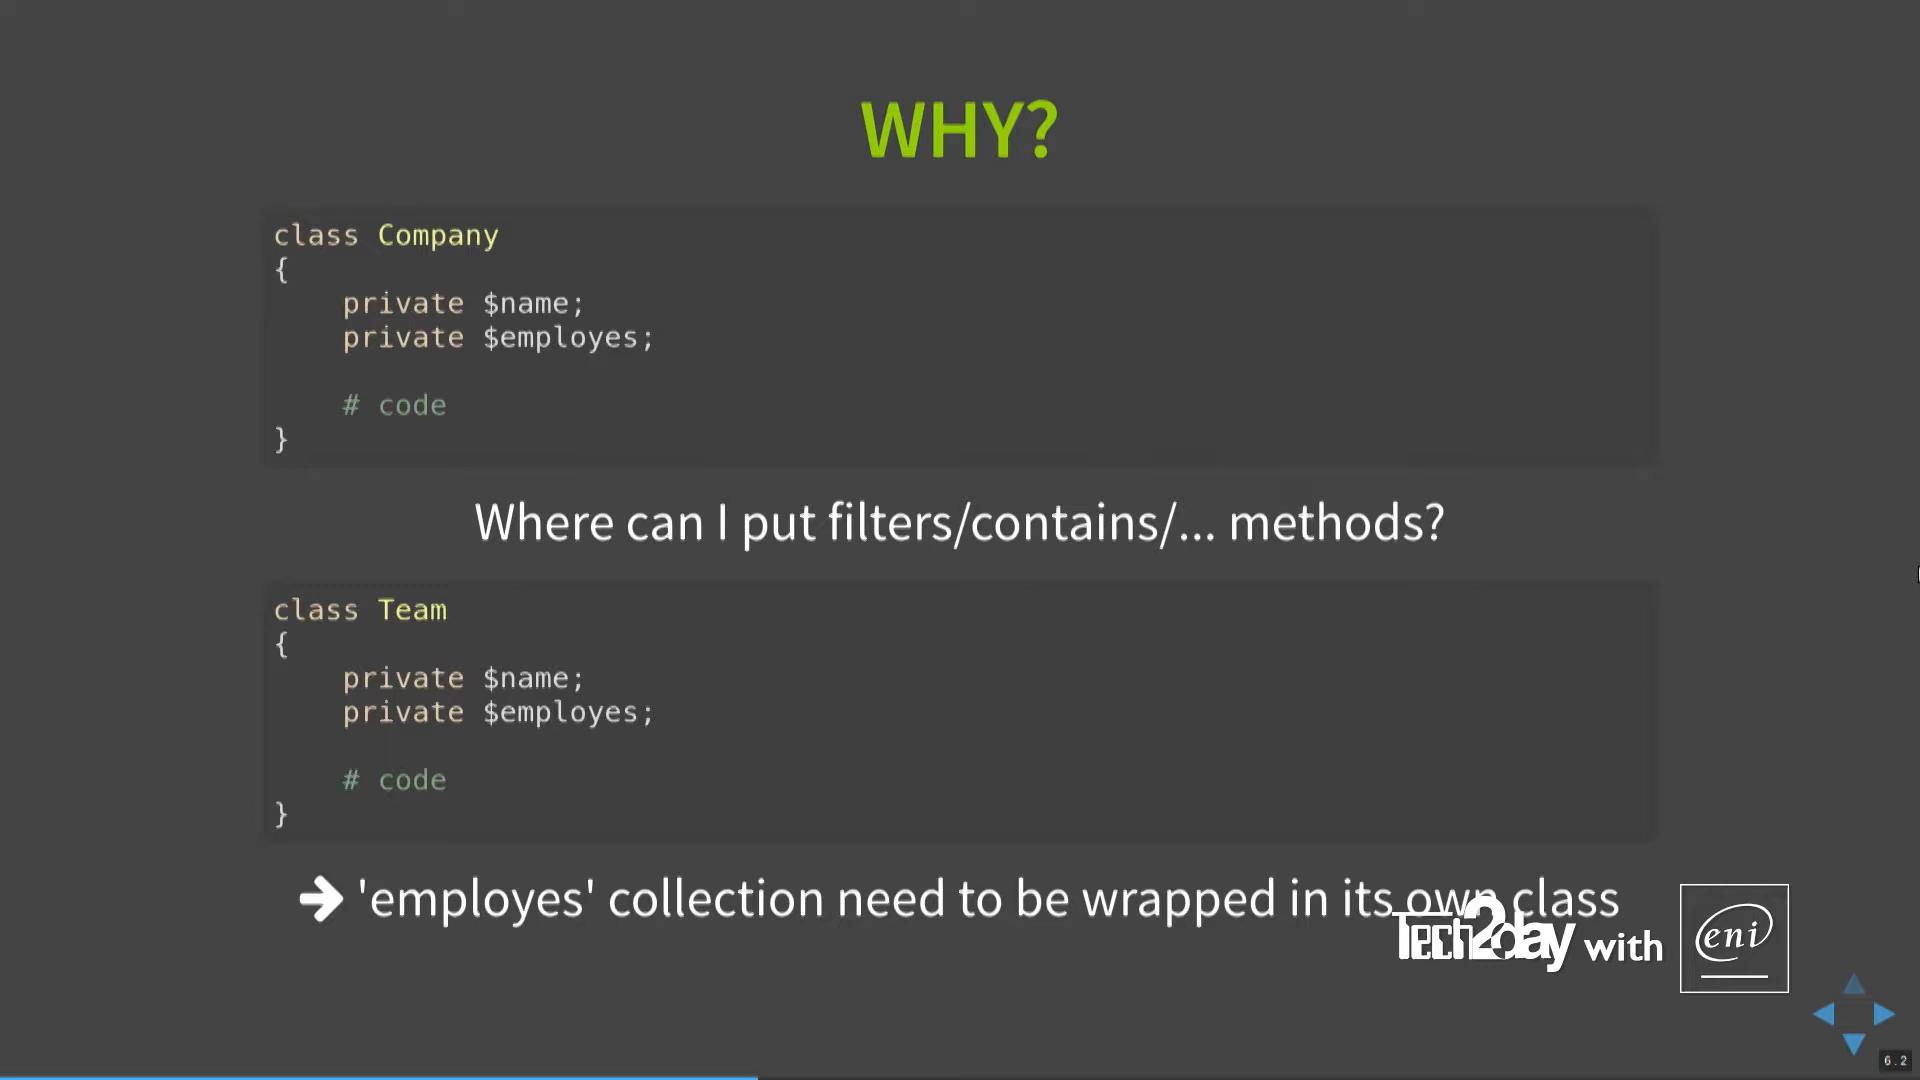 WHY?
class Company
{
    private $name;
    private $employes;
    # code
}
Where can I put filters/contains/... methods?
class Team
{
    private $name;
    private $employes;
    # code
}
➔ 'employes' collection need to be wrapped in its own class
Tech2day with eni
6.2